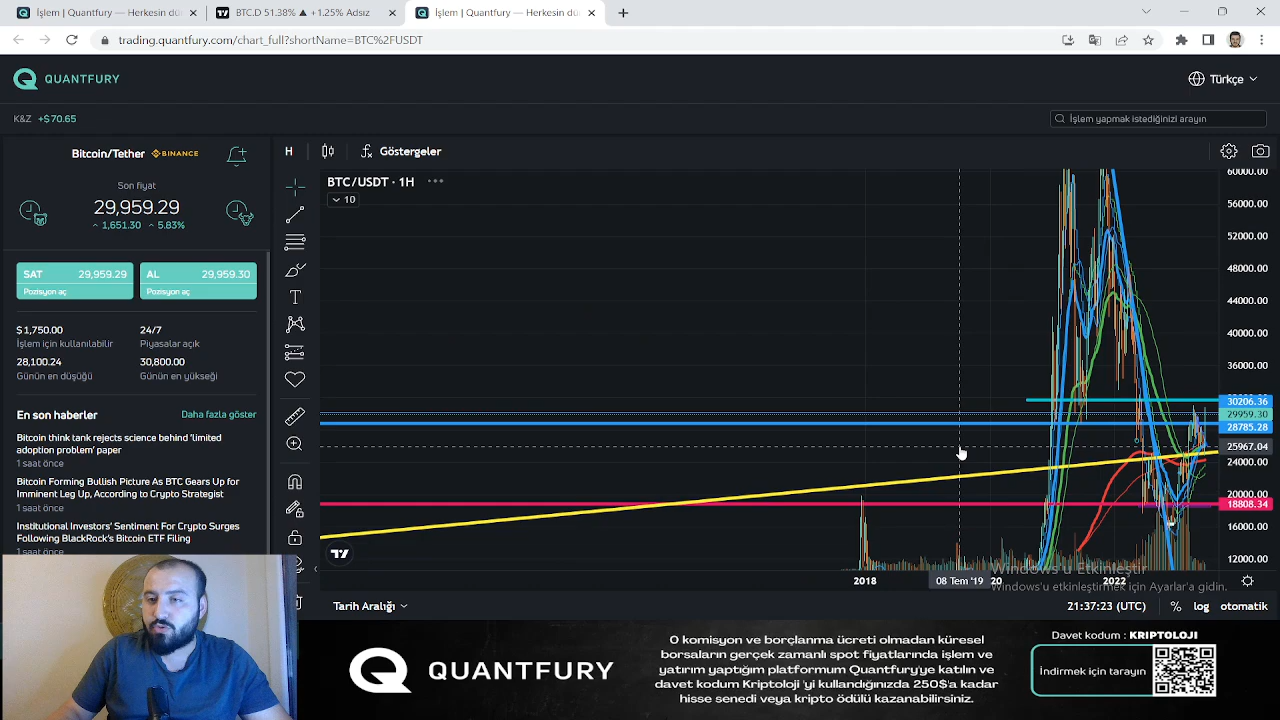 İşlem | Quantfury — Herkesin dü
BTC.D 51.38% ▲ +1.25% Adsız
İşlem | Quantfury — Herkesin dü
trading.quantfury.com/chart_full?shortName=BTC%2FUSDT
QUANTFURY
Türkçe
K&Z +$70.65
İşlem yapmak istediğinizi arayın
Bitcoin/Tether BINANCE
H
Göstergeler
Son fiyat
29,959.29
1,651.30 5.83%
BTC/USDT · 1H
10
SAT 29,959.29
Pozisyon aç
AL 29,959.30
Pozisyon aç
$1,750.00
İşlem için kullanılabilir
24/7
Piyasalar açık
28,100.24
Günün en düşüğü
30,800.00
Günün en yükseği
En son haberler
Daha fazla göster
Bitcoin think tank rejects science behind 'limited
adoption problem' paper
1 saat önce
Bitcoin Forming Bullish Picture As BTC Gears Up for
Imminent Leg Up, According to Crypto Strategist
1 saat önce
Institutional Investors' Sentiment For Crypto Surges
Following BlackRock's Bitcoin ETF Filing
1 saat önce
60000.00
56000.00
52000.00
48000.00
44000.00
40000.00
36000.00
30206.36
29959.30
28785.28
25967.04
24000.00
20000.00
18808.34
16000.00
12000.00
2018
08 Tem '19
20
2022
Windows'u Etkinleştir
Windows'u etkinleştirmek için Ayarlar'a gidin.
Tarih Aralığı
21:37:23 (UTC)
%
log
otomatik
QUANTFURY
0 komisyon ve borçlanma ücreti olmadan küresel
borsaların gerçek zamanlı spot fiyatlarında işlem ve
yatırım yaptığım platformum Quantfury'ye katılın ve
davet kodum Kriptoloji 'yi kullandığınızda 250$'a kadar
hisse senedi veya kripto ödülü kazanabilirsiniz.
Davet kodum : KRIPTOLOJI
İndirmek için tarayın